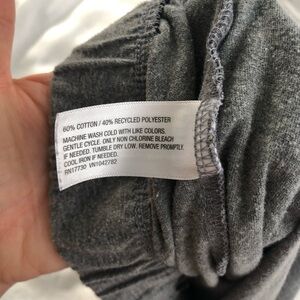 60% COTTON / 40% RECYCLED POLYESTER
MACHINE WASH COLD WITH LIKE COLORS.
GENTLE CYCLE. ONLY NON CHLORINE BLEACH
IF NEEDED. TUMBLE DRY LOW. REMOVE PROMPTLY.
COOL IRON IF NEEDED.
RN17730 VN1042782